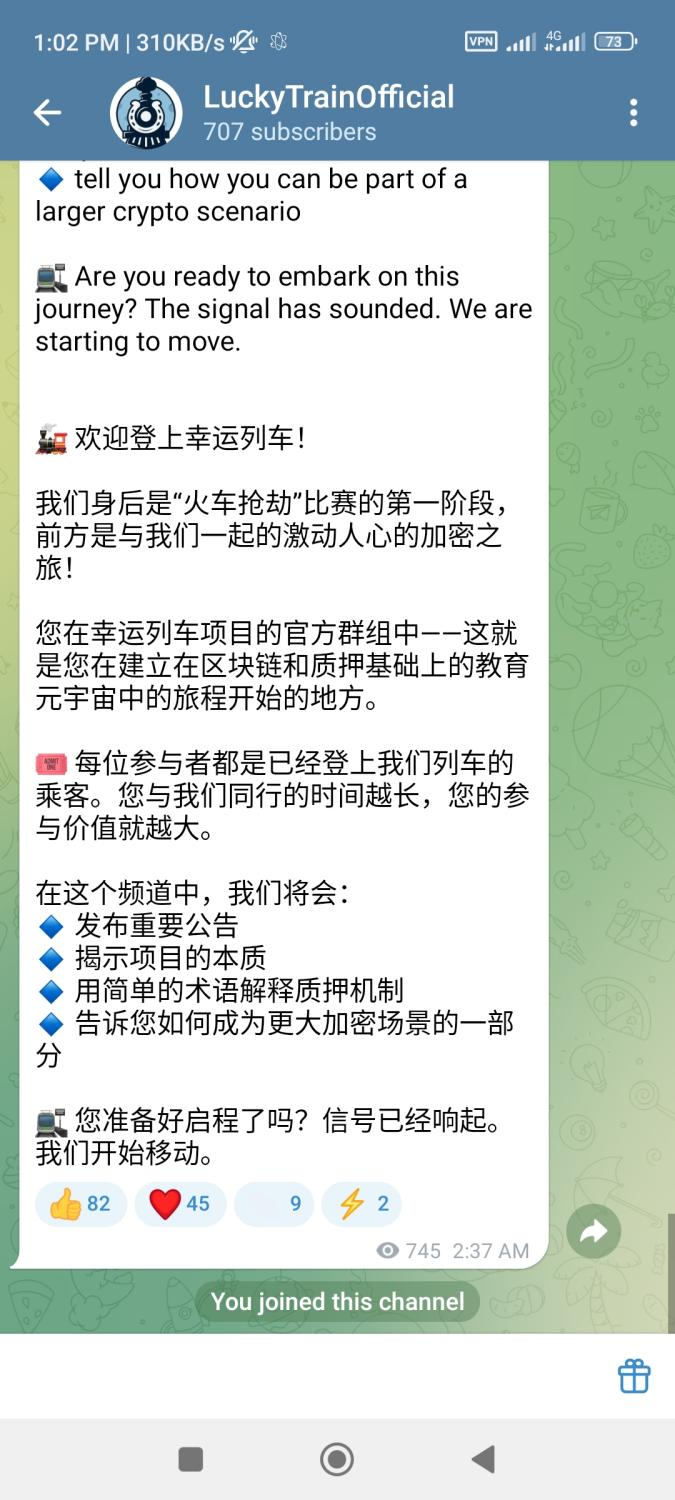 1:02 PM | 310KB/s
VPN
4G
73
LuckyTrainOfficial
707 subscribers
tell you how you can be part of a
larger crypto scenario
Are you ready to embark on this
journey? The signal has sounded. We are
starting to move.
欢迎登上幸运列车！
我们身后是“火车抢劫”比赛的第一阶段，
前方是与我们一起的激动人心的加密之
旅！
您在幸运列车项目的官方群组中——这就
是您在建立在区块链和质押基础上的教育
元宇宙中的旅程开始的地方。
ADMIT
ONE
每位参与者都是已经登上我们列车的
乘客。您与我们同行的时间越长，您的参
与价值就越大。
在这个频道中，我们将会：
发布重要公告
揭示项目的本质
用简单的术语解释质押机制
告诉您如何成为更大加密场景的一部
分
您准备好启程了吗？信号已经响起。
我们开始移动。
82
45
9
2
745 2:37 AM
You joined this channel